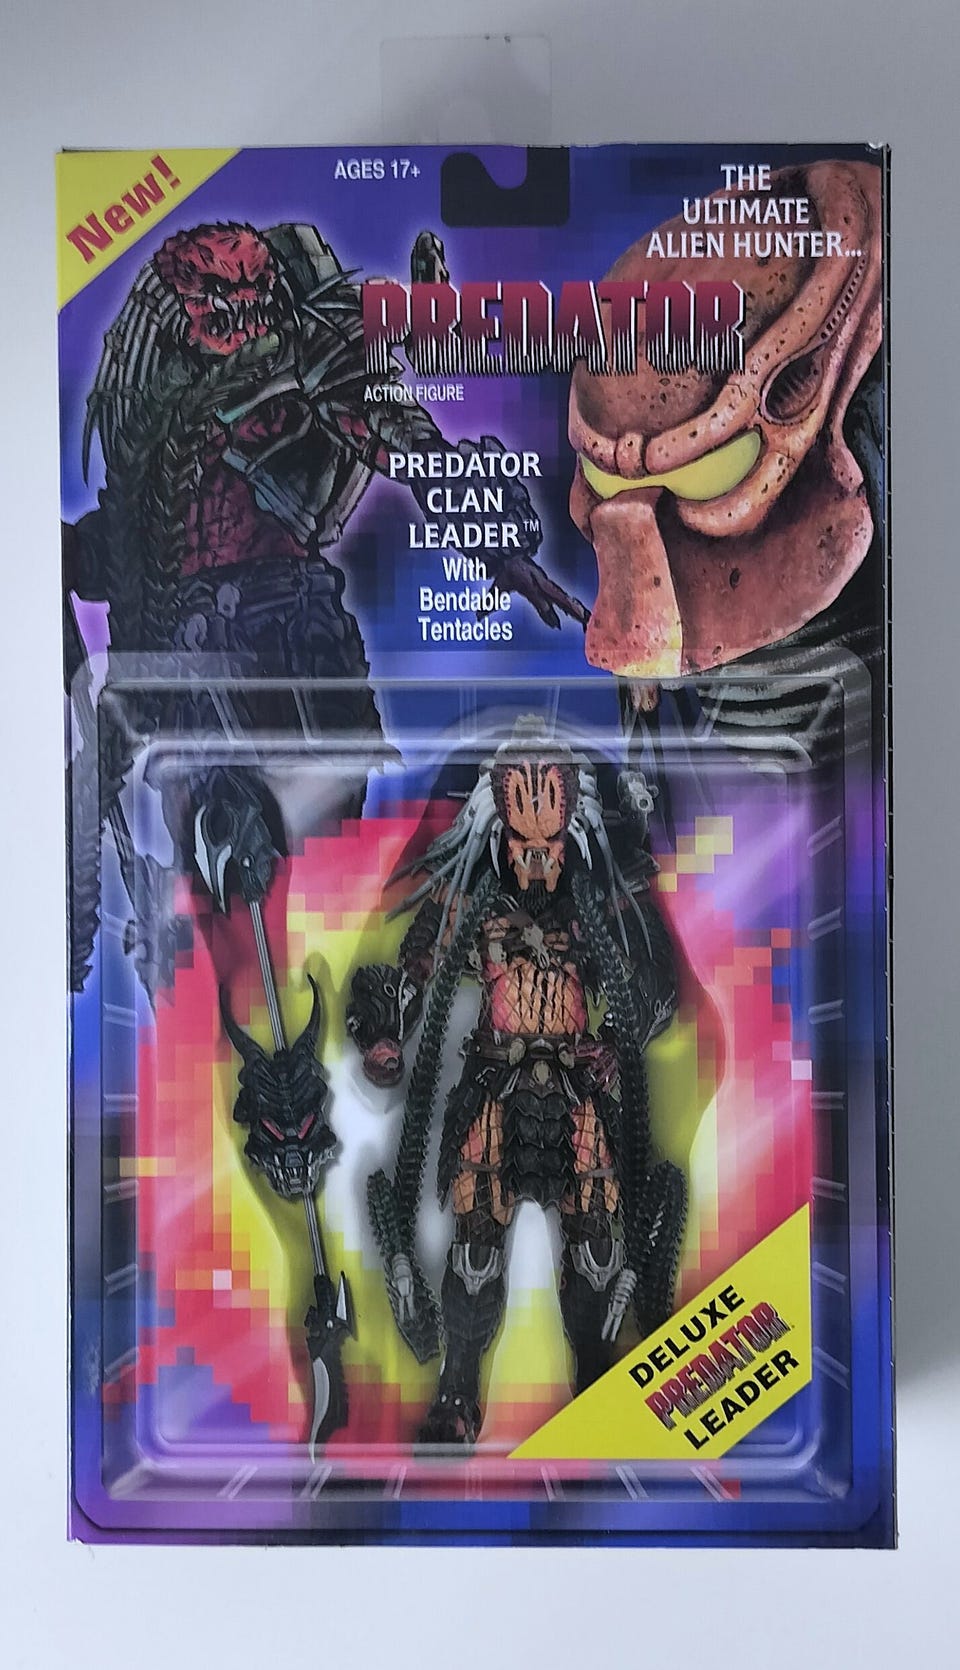 New!
AGES 17+
THE
ULTIMATE
ALIEN HUNTER...
PREDATOR
ACTION FIGURE
PREDATOR
CLAN
LEADER™
With
Bendable
Tentacles
DELUXE
PREDATOR
LEADER